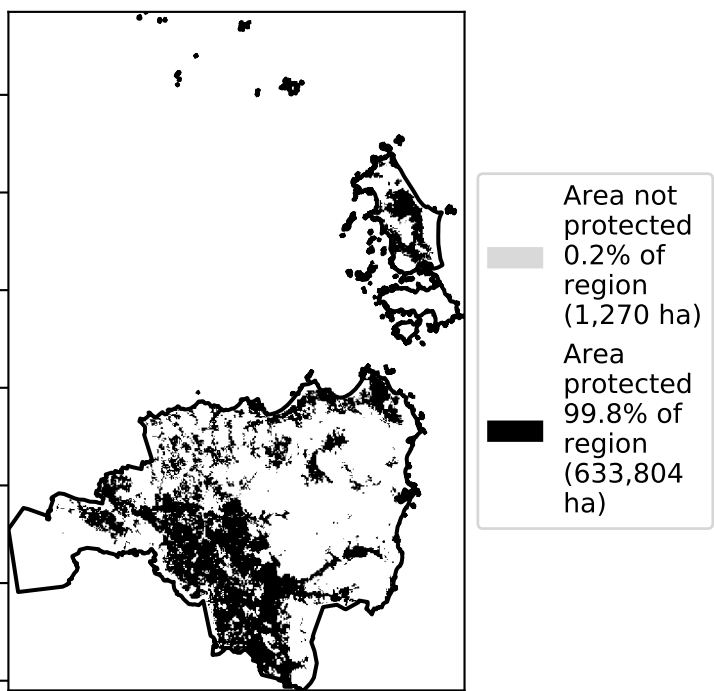 Area not
protected
0.2% of
region
(1,270 ha)
Area
protected
99.8% of
region
(633,804
ha)